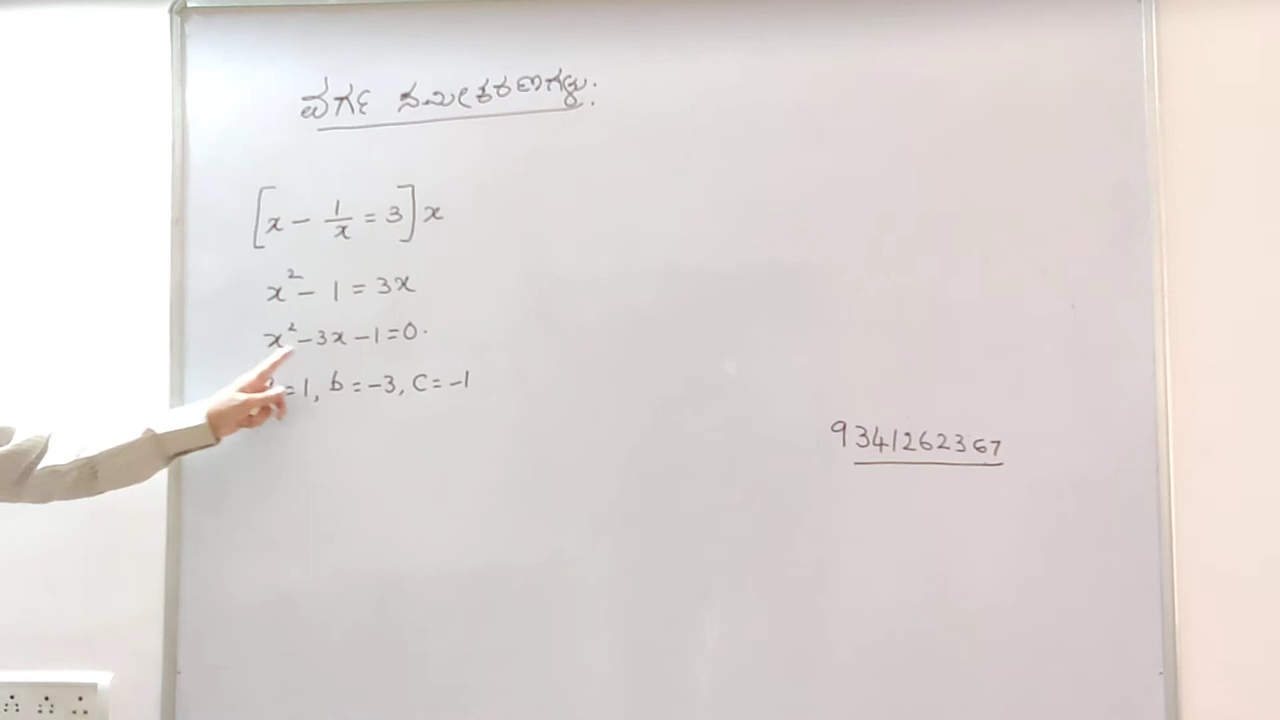 ವರ್ಗ ಸಮೀಕರಣಗಳು.
[x - 1/x = 3] x
x² - 1 = 3x
x² - 3x - 1 = 0.
= 1, b = -3, c = -1
9341262367